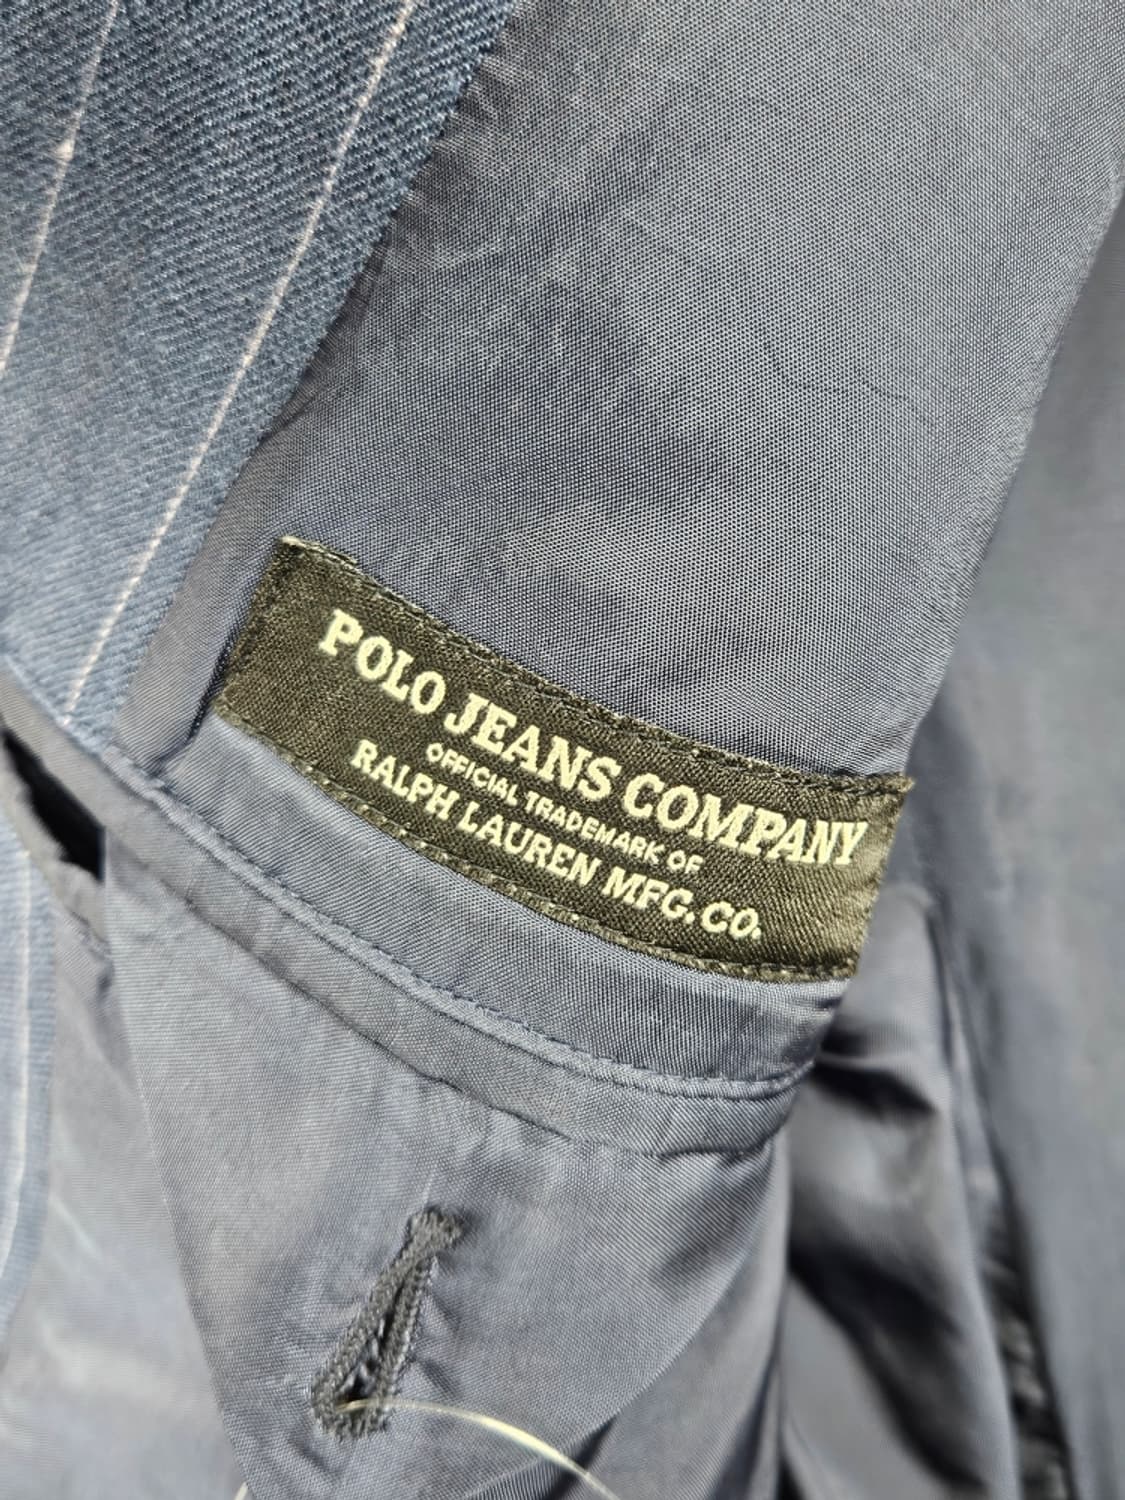 POLO JEANS COMPANY
OFFICIAL TRADEMARK OF
RALPH LAUREN MFG. CO.